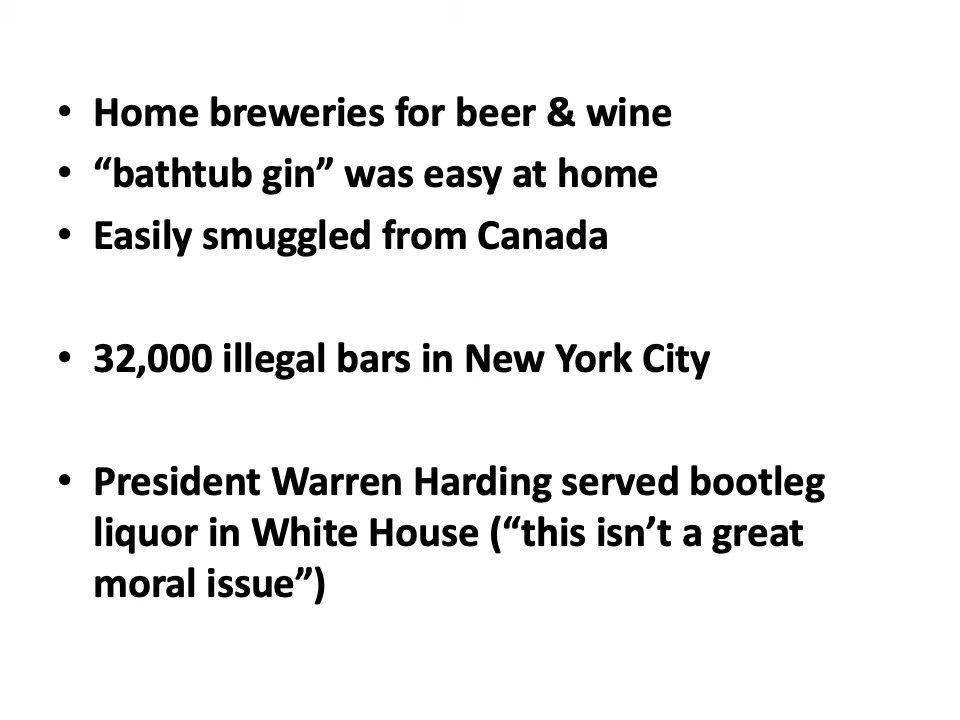 • Home breweries for beer & wine
• “bathtub gin” was easy at home
• Easily smuggled from Canada
• 32,000 illegal bars in New York City
• President Warren Harding served bootleg
liquor in White House (“this isn’t a great
moral issue”)